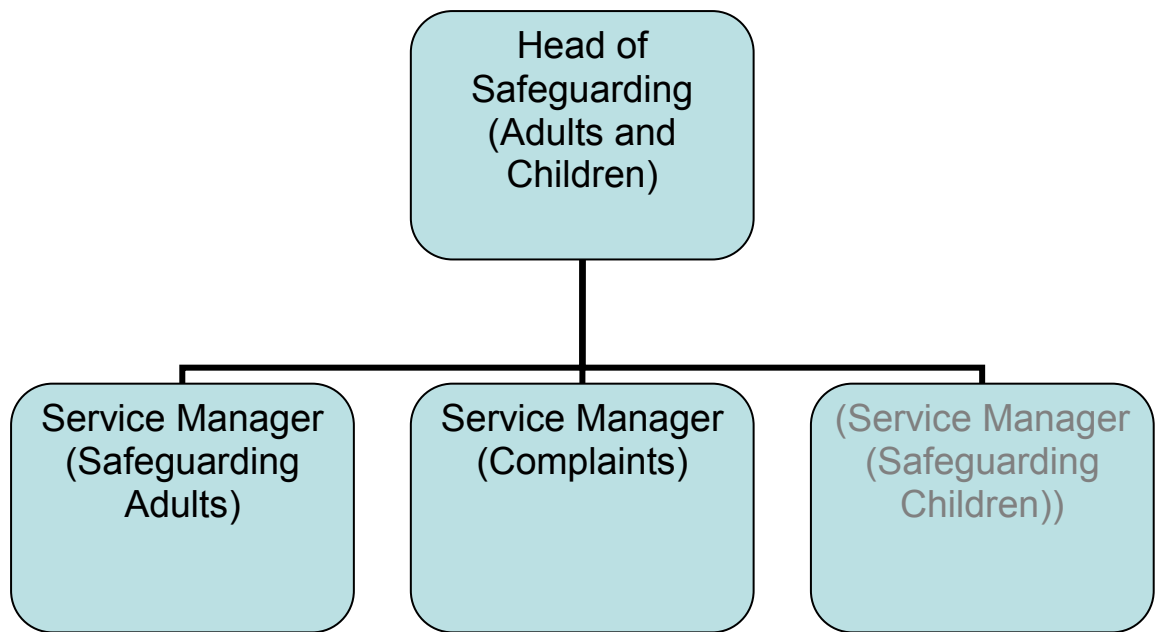 Head of
Safeguarding
(Adults and
Children)
Service Manager
(Safeguarding
Adults)
Service Manager
(Complaints)
(Service Manager
(Safeguarding
Children))